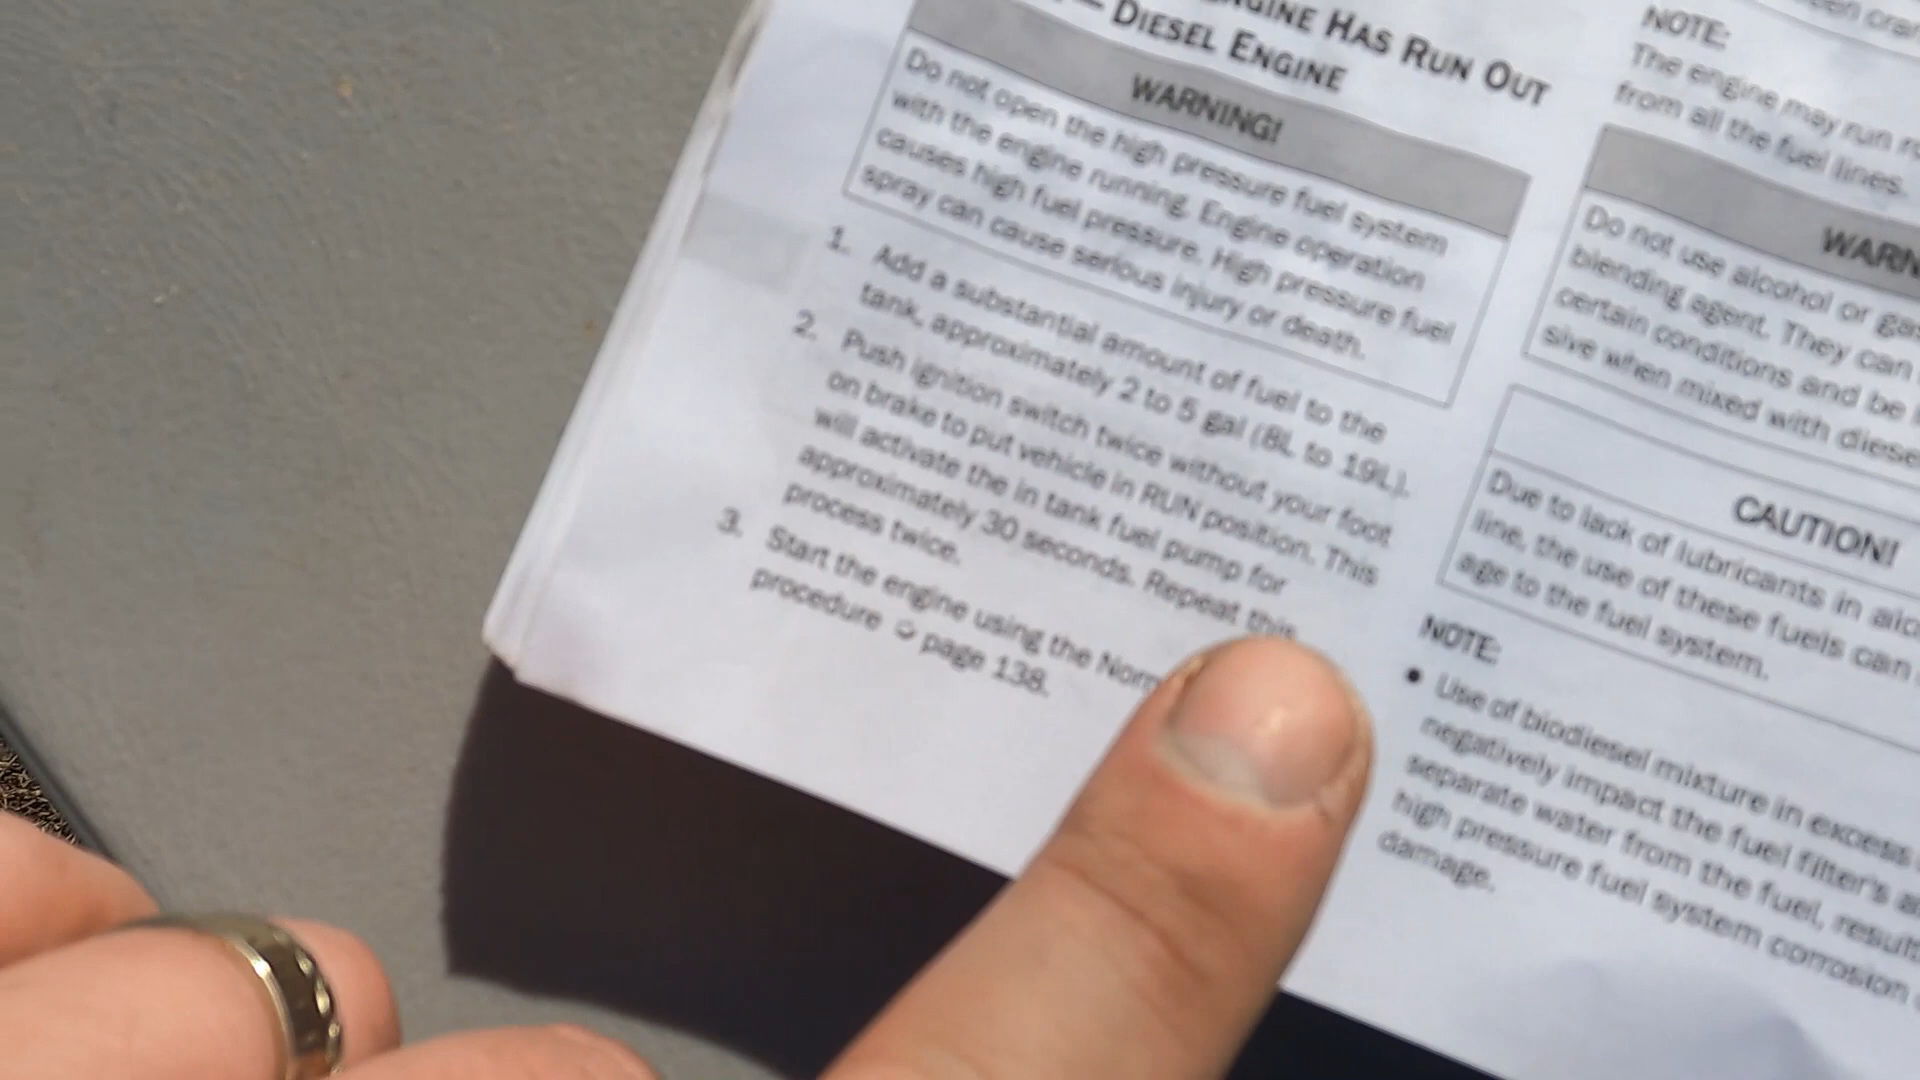 ENGINE HAS RUN OUT
— DIESEL ENGINE
WARNING!
Do not open the high pressure fuel system
with the engine running. Engine operation
causes high fuel pressure. High pressure fuel
spray can cause serious injury or death.
1. Add a substantial amount of fuel to the
tank, approximately 2 to 5 gal (8L to 19L).
2. Push ignition switch twice without your foot
on brake to put vehicle in RUN position. This
will activate the in tank fuel pump for
approximately 30 seconds. Repeat this
process twice.
3. Start the engine using the
procedure page 138.
NOTE:
The engine may run
from all the fuel lines.
Do not use alcohol or
blending agent. They can
certain conditions and be
sive when mixed with
CAUTION!
Due to lack of lubricants in
line, the use of these fuels can
age to the fuel system.
NOTE:
• Use of biodiesel mixture in excess
negatively impact the fuel filter's
separate water from the fuel,
high pressure fuel system corrosion
damage.